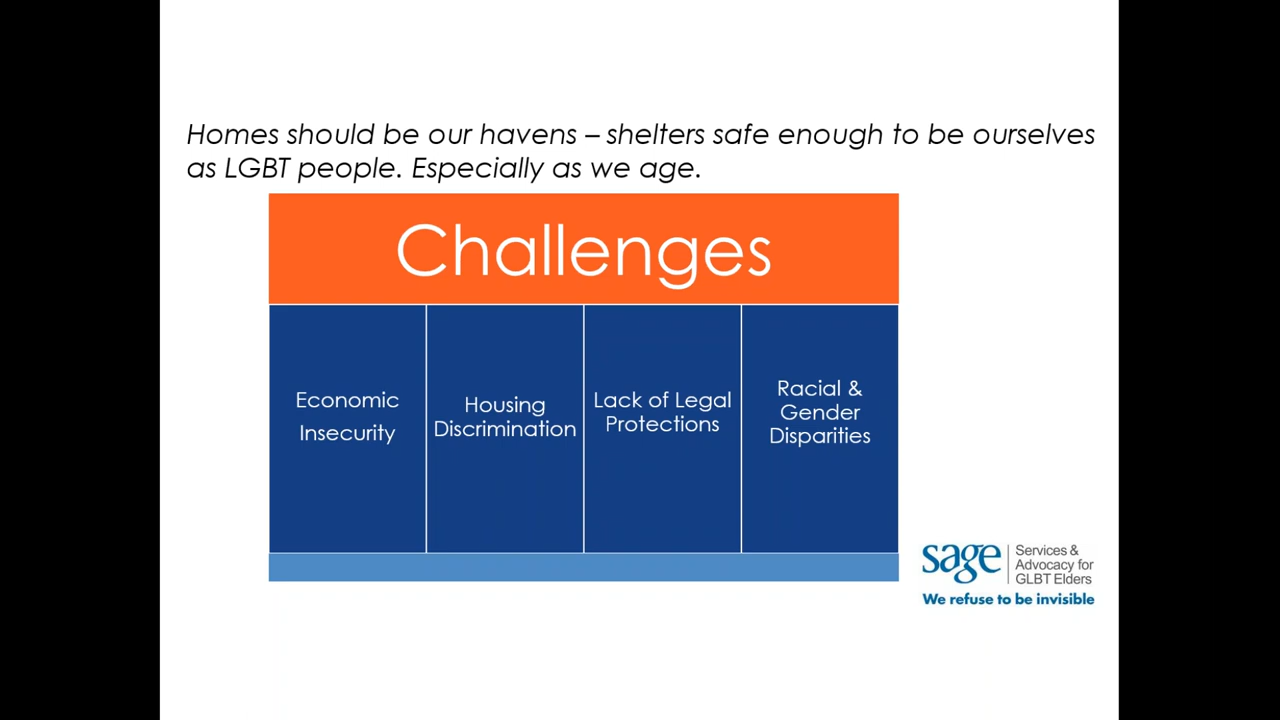 Homes should be our havens – shelters safe enough to be ourselves
as LGBT people. Especially as we age.
Challenges
Economic
Insecurity
Housing
Discrimination
Lack of Legal
Protections
Racial &
Gender
Disparities
sage
Services &
Advocacy for
GLBT Elders
We refuse to be invisible